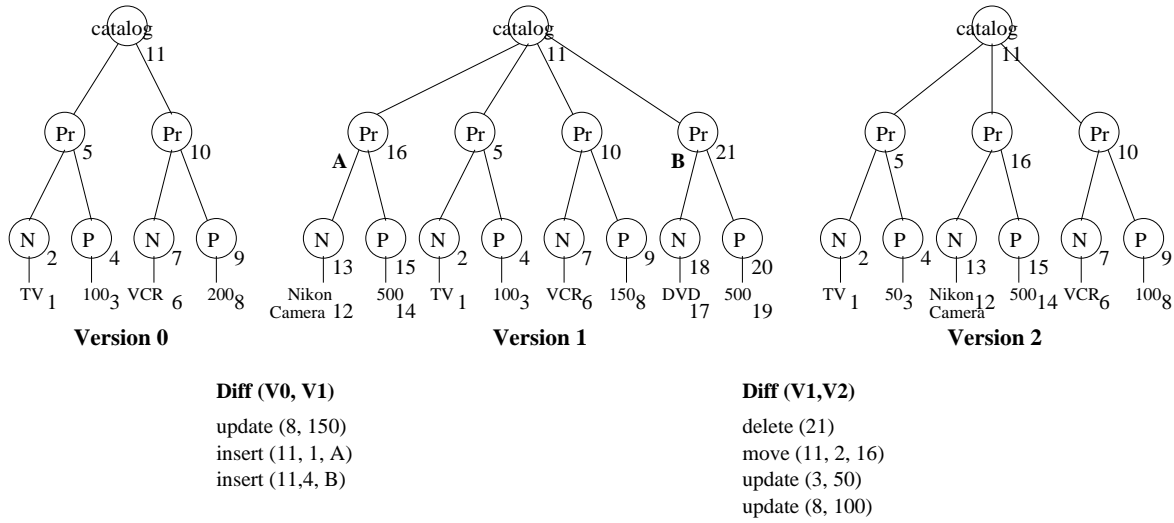 catalog catalog catalog
11 11 11
Pr Pr Pr Pr Pr Pr Pr Pr Pr
5 10 A 16 5 10 B 21 5 16 10
N P N P N P N P N P N P N P N P N P
2 4 7 9 13 15 2 4 7 9 18 20 2 4 13 15 7 9
TV 1 100 3 VCR 6 200 8 Nikon Camera 12 500 14 TV 1 100 3 VCR 6 150 8 DVD 17 500 19 TV 1 50 3 Nikon Camera 12 500 14 VCR 6 100 8
Version 0 Version 1 Version 2
Diff (V0, V1)
update (8, 150)
insert (11, 1, A)
insert (11,4, B)
Diff (V1,V2)
delete (21)
move (11, 2, 16)
update (3, 50)
update (8, 100)